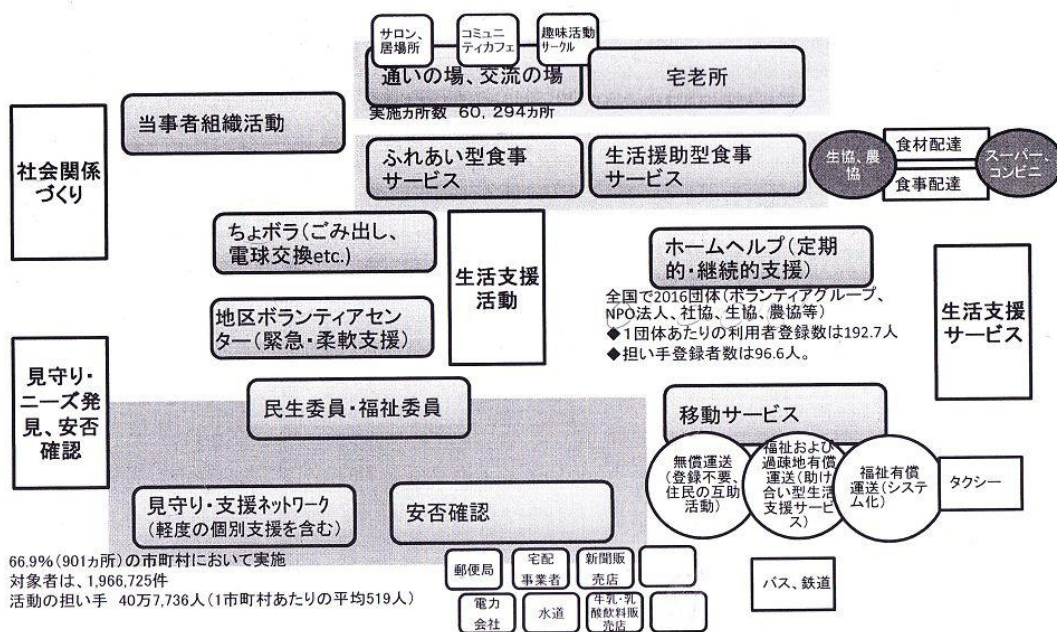 サロン、
居場所
コミュニ
ティカフェ
趣味活動
サークル
通いの場、交流の場
宅老所
実施カ所数 60,294ヵ所
当事者組織活動
社会関係
づくり
ふれあい型食事
サービス
生活援助型食事
サービス
生協、農
協
食材配達
食事配達
スーパー、
コンビニ
ちょボラ(ごみ出し、
電球交換etc.)
生活支援
活動
ホームヘルプ(定期
的・継続的支援)
全国で2016団体(ボランティアグループ、
NPO法人、社協、生協、農協等)
◆1団体あたりの利用者登録数は192.7人
◆担い手登録者数は96.6人。
生活支援
サービス
地区ボランティアセン
ター(緊急・柔軟支援)
見守り・
ニーズ発
見、安否
確認
民生委員・福祉委員
移動サービス
無償運送
(登録不要、
住民の互助
活動)
福祉および
過疎地有償
運送(助け
合い型生活
支援サービ
ス)
福祉有償
運送(システ
ム化)
タクシー
見守り・支援ネットワーク
(軽度の個別支援を含む)
安否確認
66.9%(901ヵ所)の市町村において実施
対象者は、1,966,725件
活動の担い手 40万7,736人(1市町村あたりの平均519人)
郵便局
宅配
事業者
新聞販
売店
電力
会社
水道
牛乳・乳
酸飲料販
売店
バス、鉄道